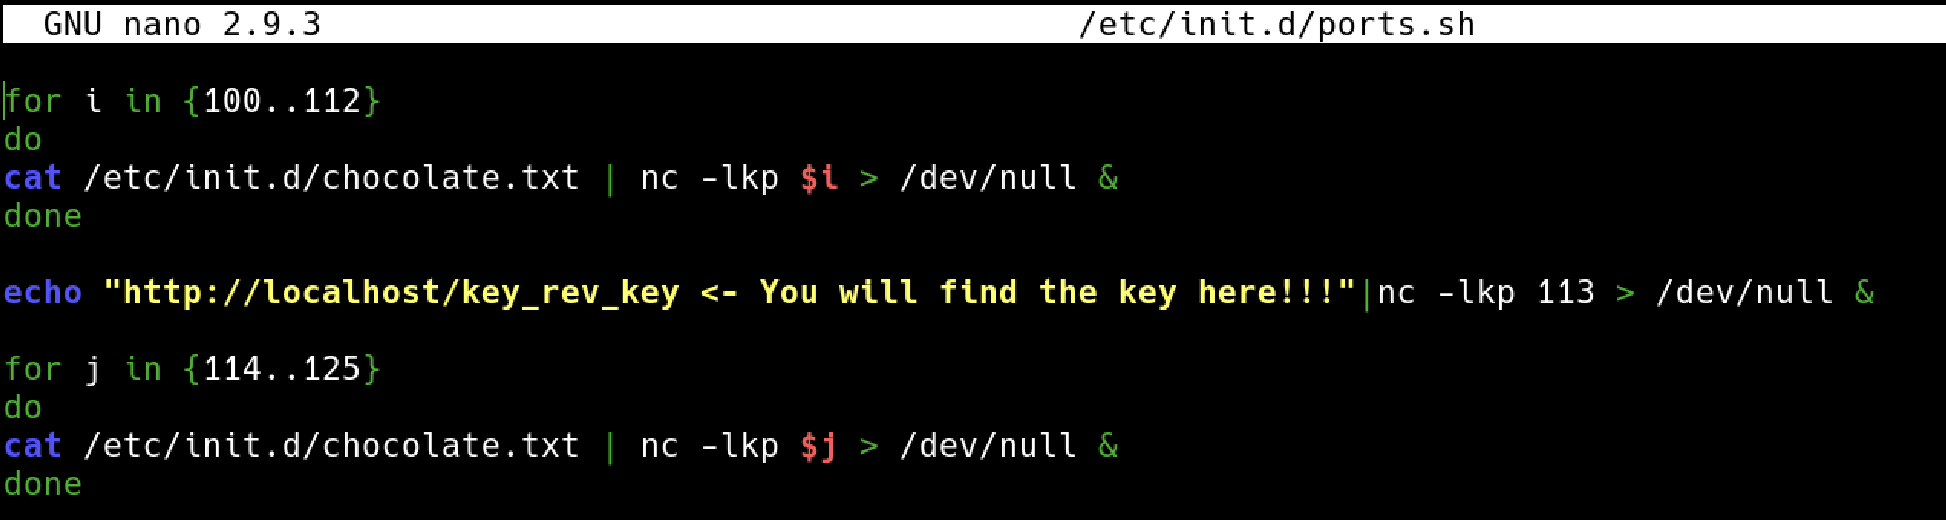 GNU nano 2.9.3 /etc/init.d/ports.sh
for i in {100..112}
do
cat /etc/init.d/chocolate.txt | nc -lkp $i > /dev/null &
done
echo "http://localhost/key_rev_key <- You will find the key here!!!"|nc -lkp 113 > /dev/null &
for j in {114..125}
do
cat /etc/init.d/chocolate.txt | nc -lkp $j > /dev/null &
done